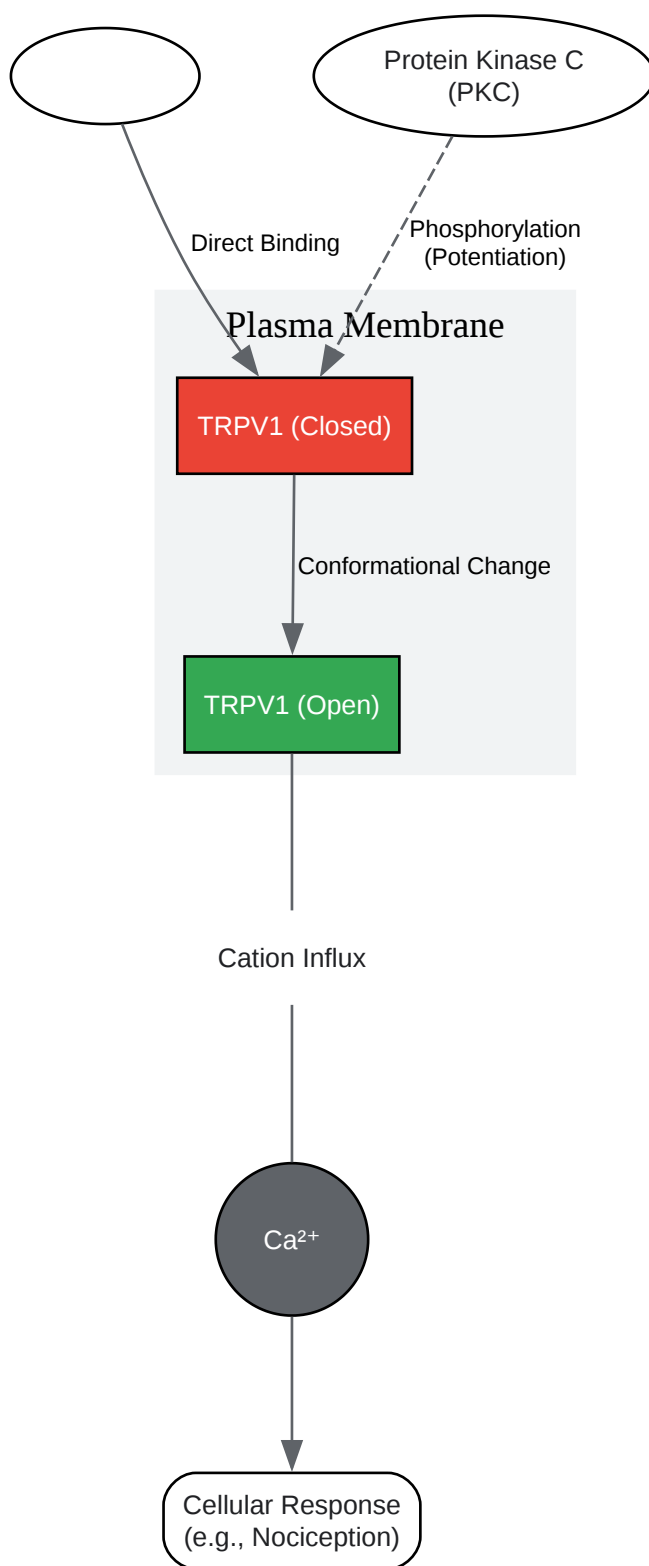 Protein Kinase C
(PKC)
Direct Binding
Phosphorylation
(Potentiation)
Plasma Membrane
TRPV1 (Closed)
Conformational Change
TRPV1 (Open)
Cation Influx
Ca²⁺
Cellular Response
(e.g., Nociception)